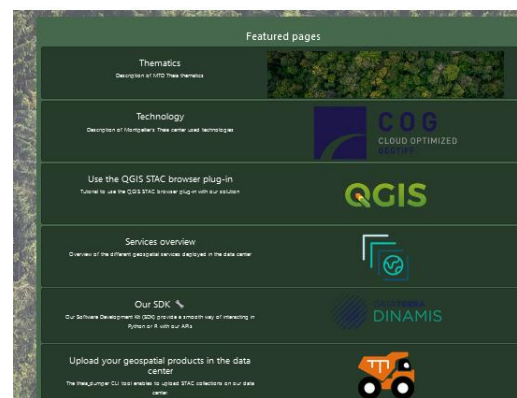 Featured pages
Thematics
Description of MTD Theia thematics
Technology
Description of Montpellier's Theia center used technologies
COG
CLOUD OPTIMIZED
GEOTIFF
Use the QGIS STAC browser plug-in
Tutorial to use the QGIS STAC browser plug-in with our solution
QGIS
Services overview
Overview of the different geospatial services deployed in the data center
Our SDK 🔧
Our Software Development Kit (SDK) provide a smooth way of interacting in
Python or R with our APIs
DATA TERRA
DINAMIS
Upload your geospatial products in the data
center
The theia_dumper CLI tool enables to upload STAC collections on our data
center